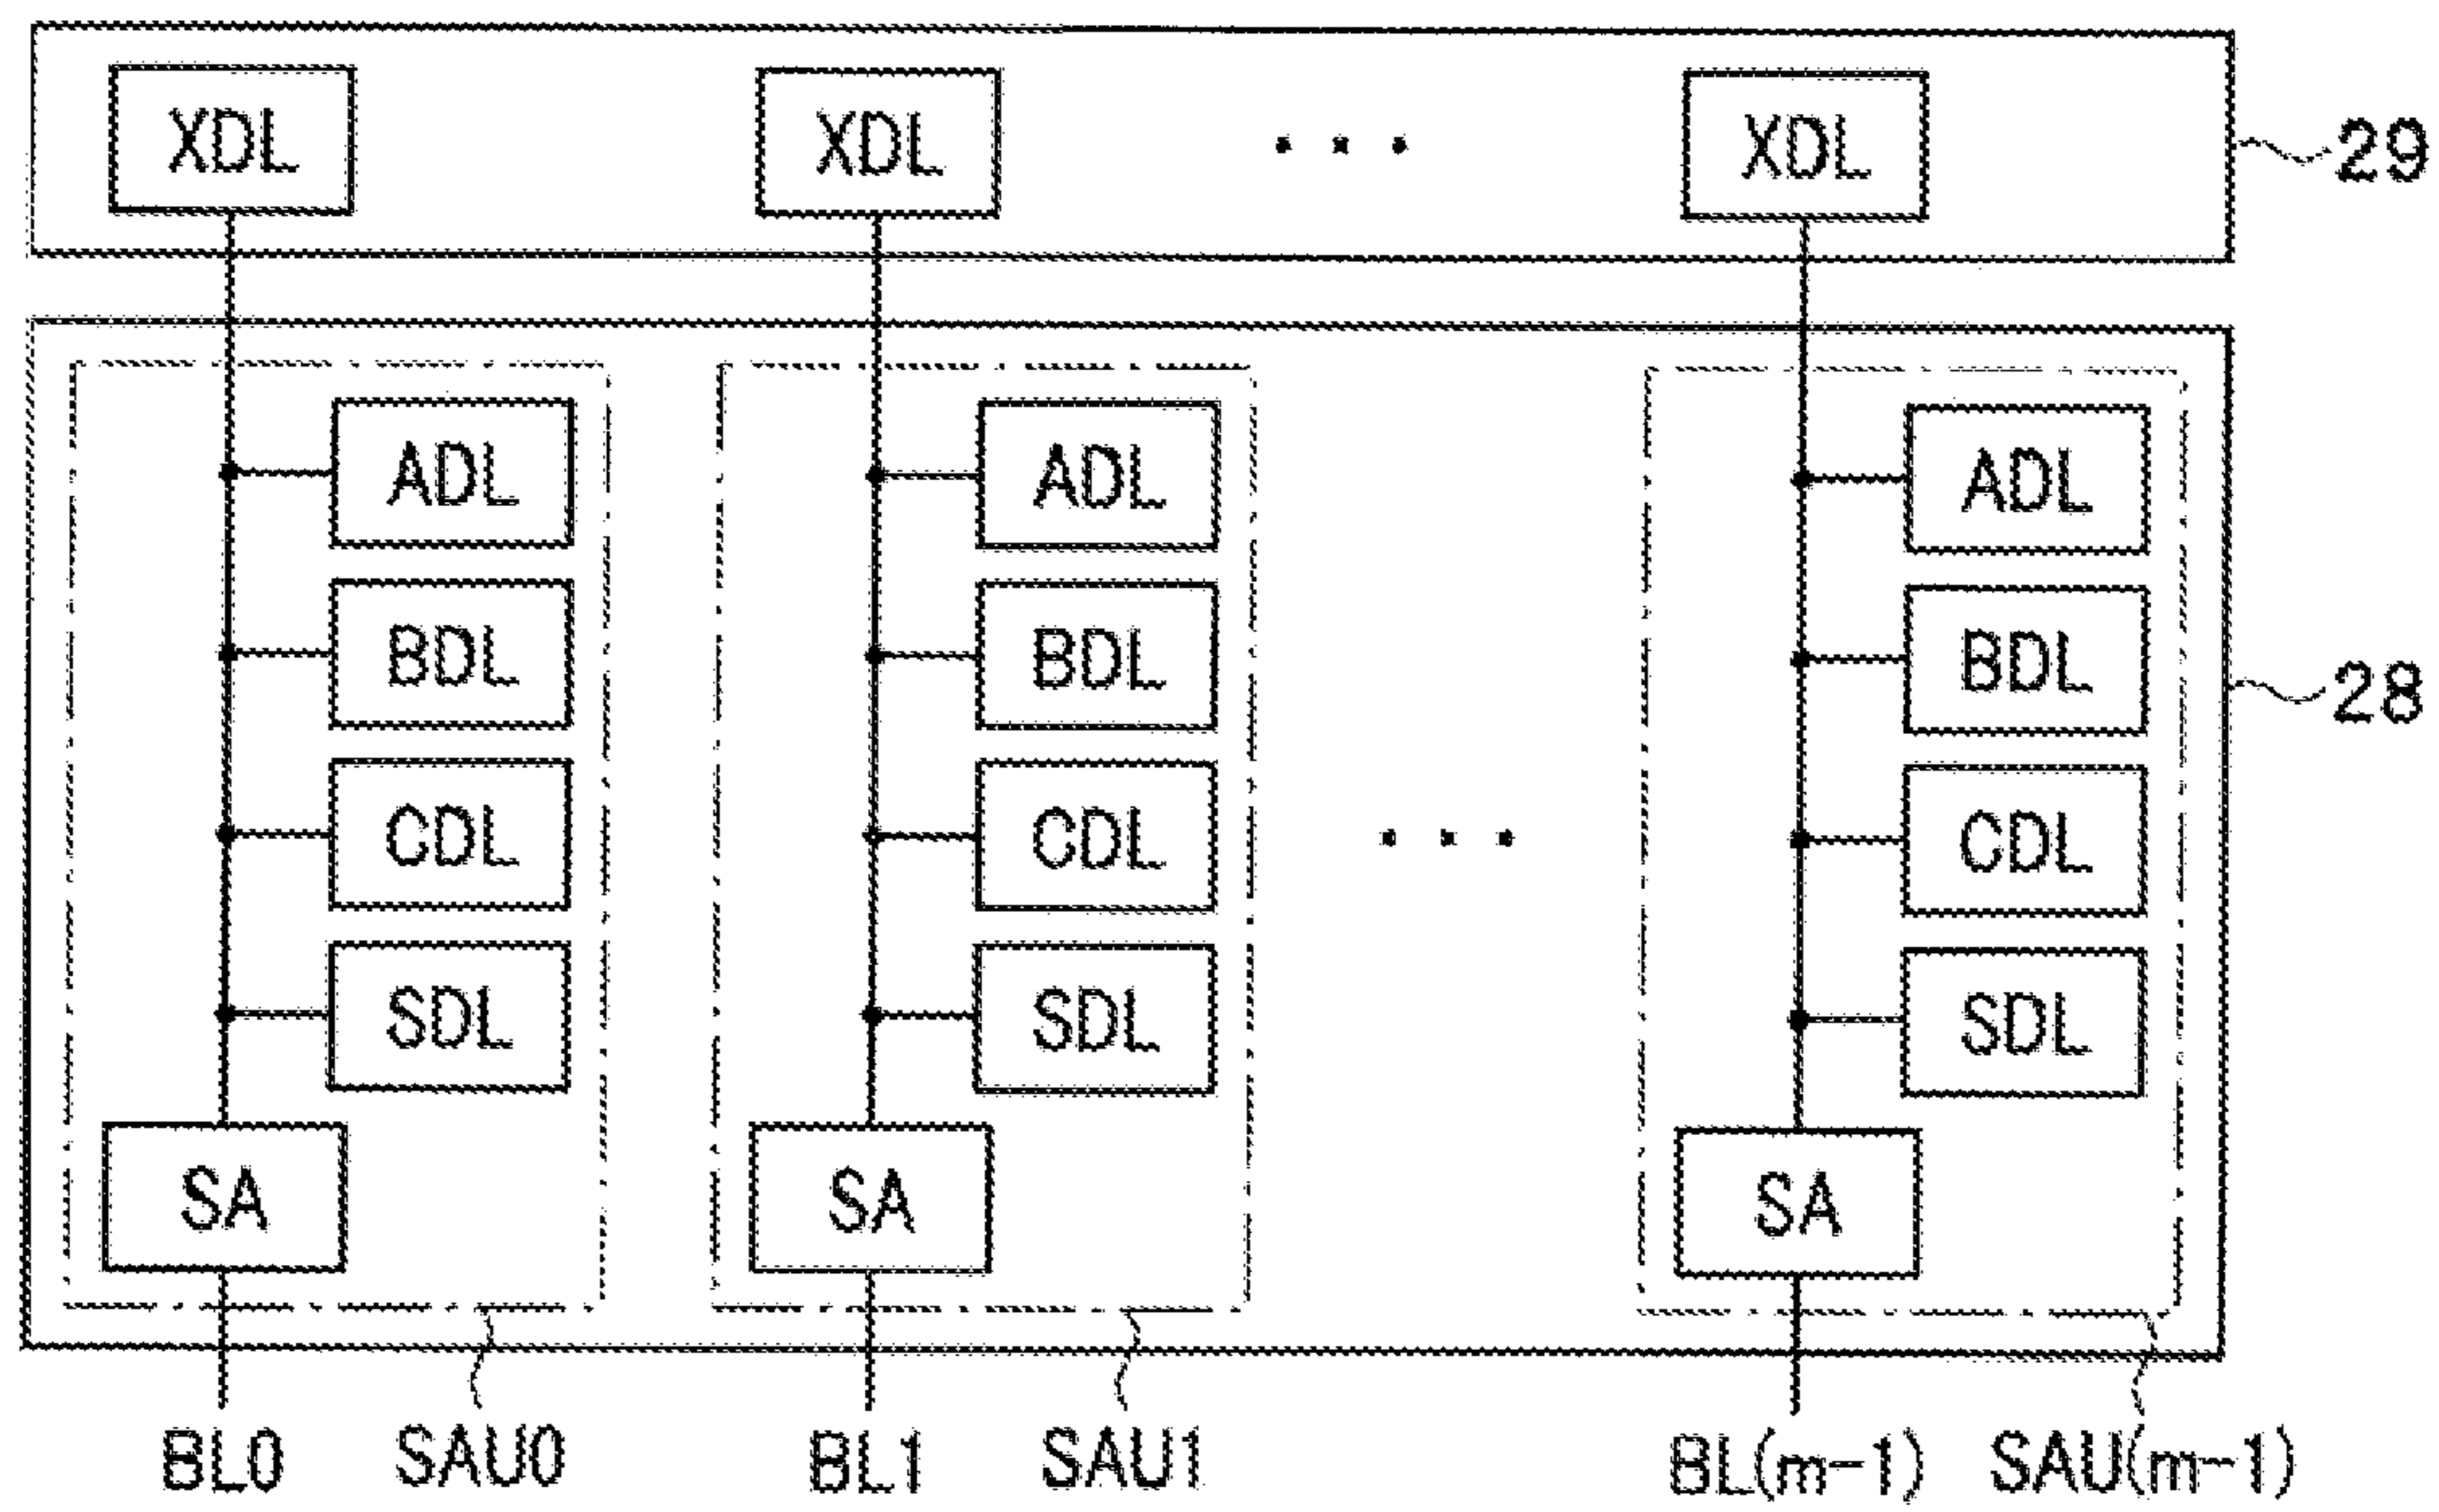 XDL XDL ... XDL 29
ADL ADL ADL
BDL BDL BDL 28
CDL CDL ... CDL
SDL SDL SDL
SA SA SA
BL0 SAU0 BL1 SAU1 BL(m-1) SAU(m-1)